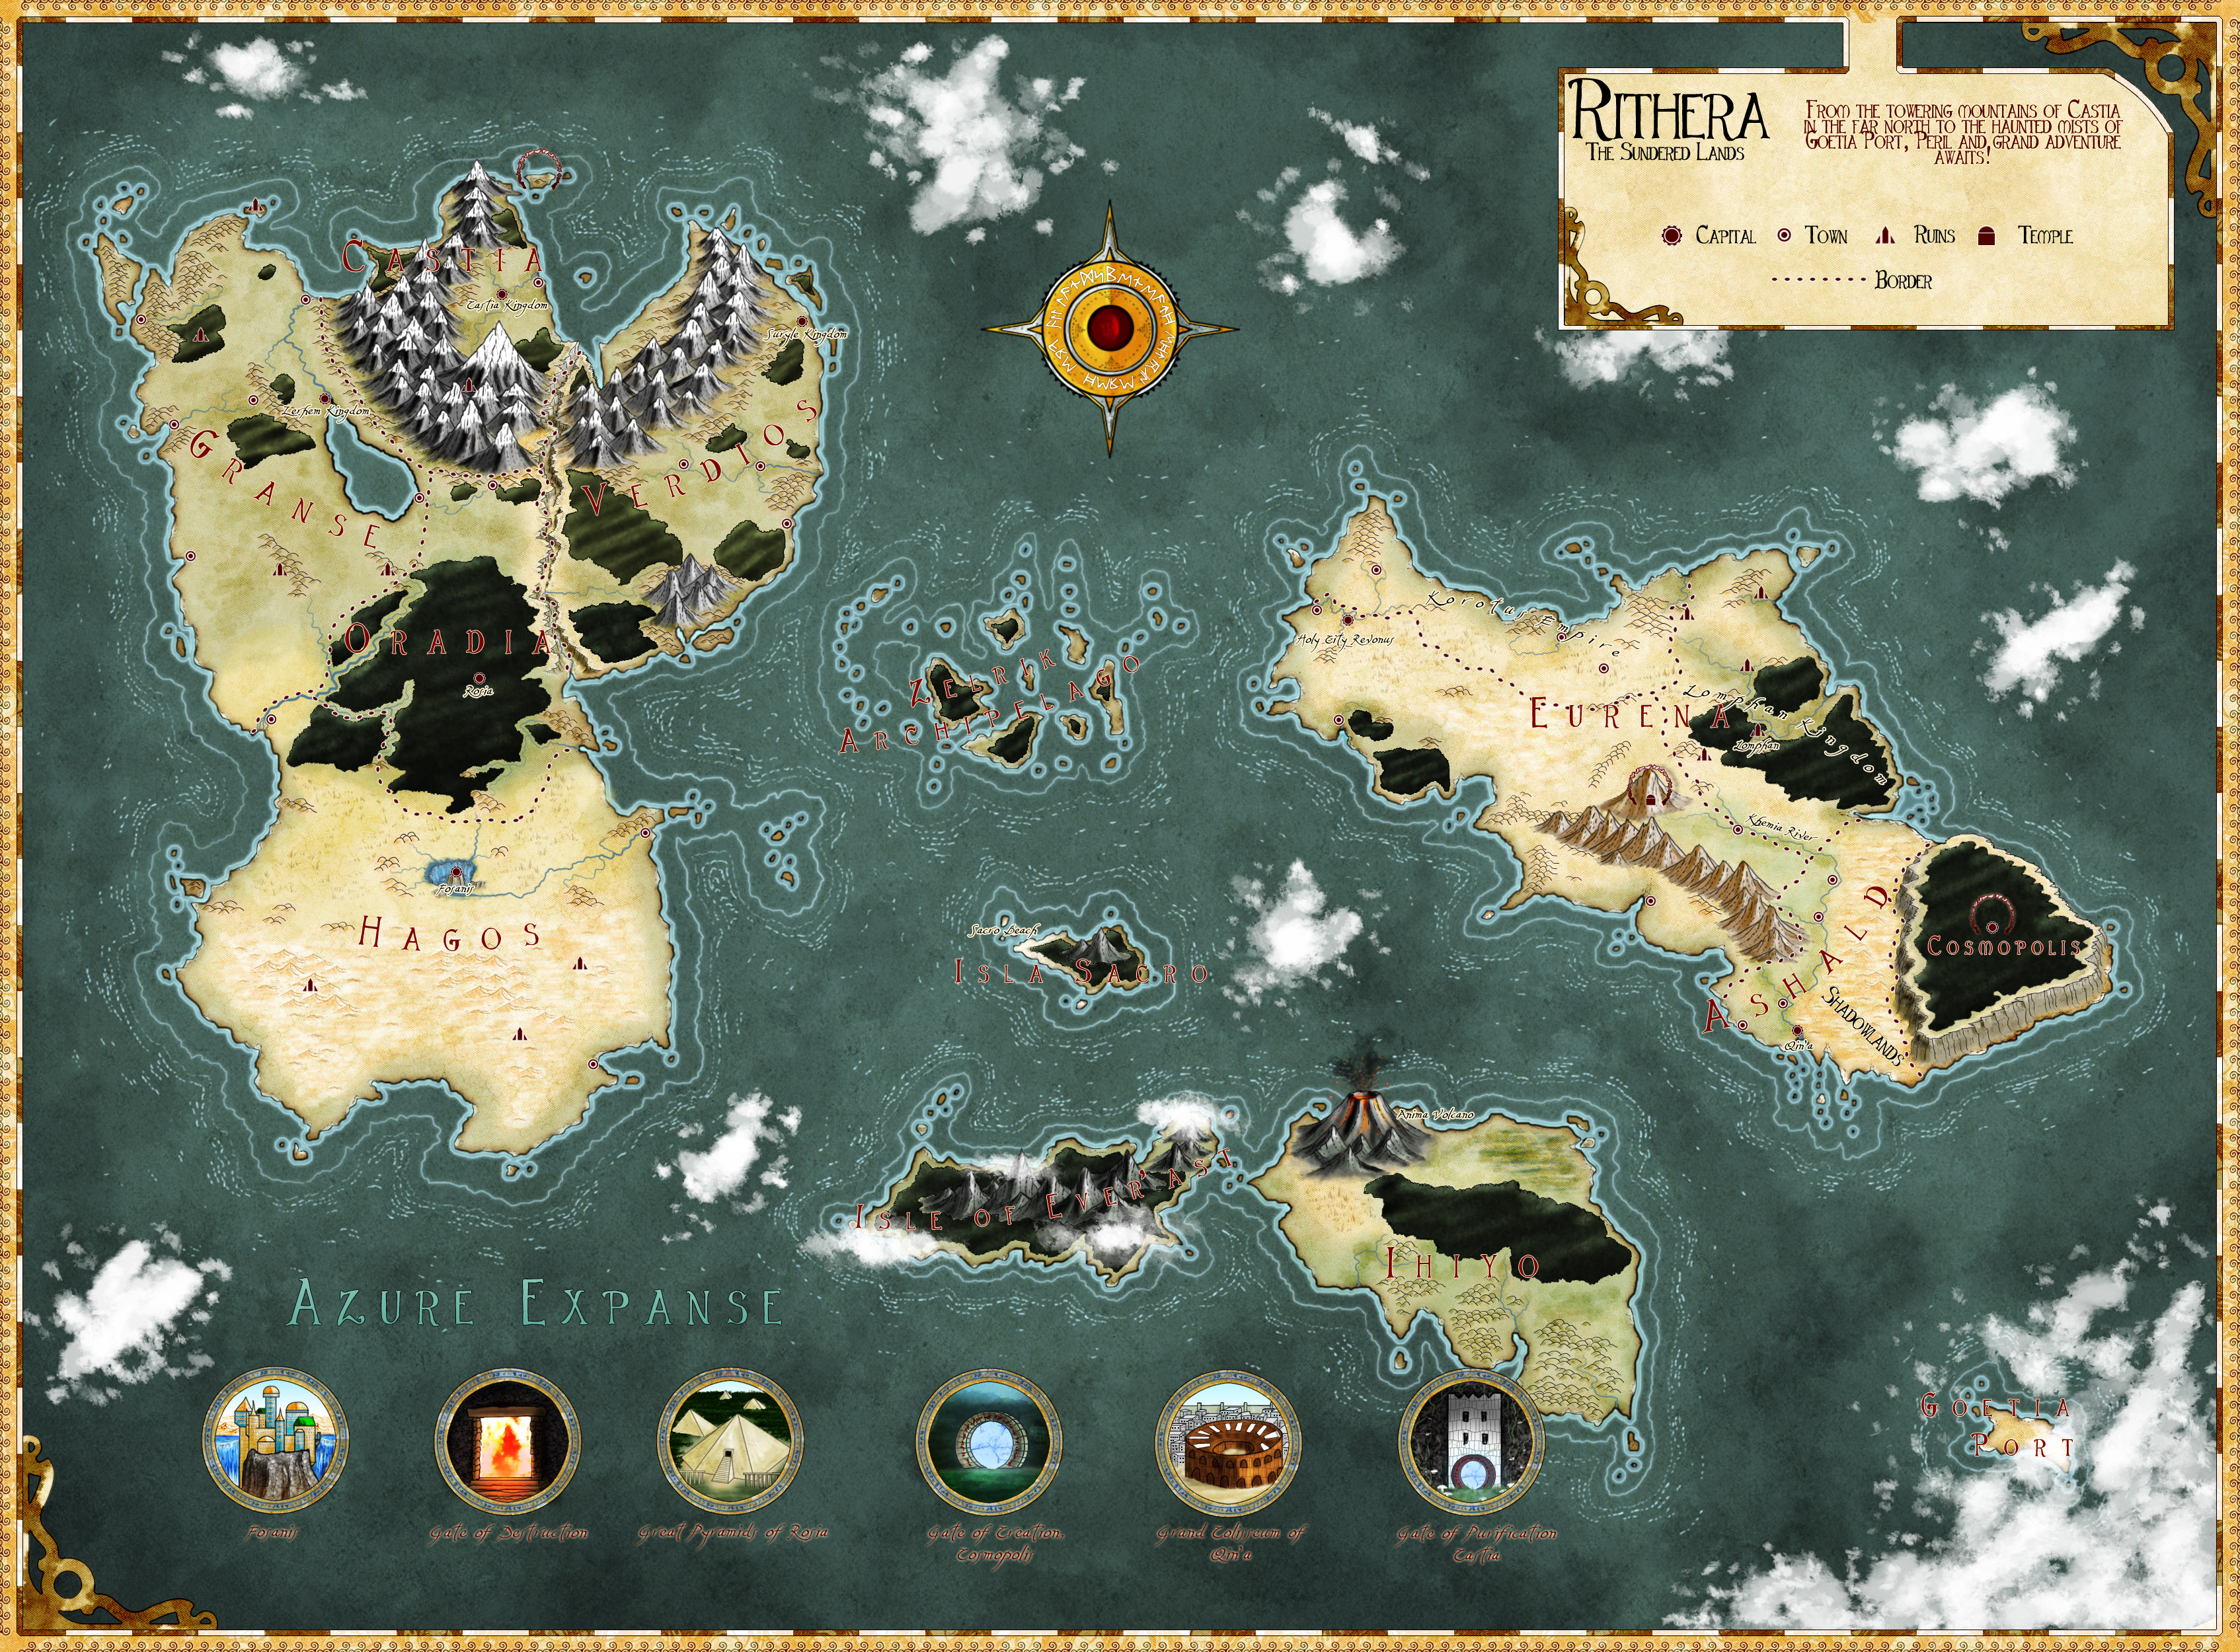 RITHERA
THE SUNDERED LANDS
FROM THE TOWERING MOUNTAINS OF CASTIA
IN THE FAR NORTH TO THE HAUNTED MISTS OF
GOETIA PORT, PERIL AND GRAND ADVENTURE
AWAITS!
CAPITAL
TOWN
RUINS
TEMPLE
BORDER
CASTIA
Castia Kingdom
Suryle Kingdom
Lerhem Kingdom
GRANSE
VERDIOS
ORADIA
Roria
Foranis
HAGOS
ZELRIK
ARCHIPELAGO
Sacro Beach
ISLA SACRO
Korotus Empire
Holy City Revonus
EURENA
Lomphan Kingdom
Lomphan
Khemia River
ASHALD
SHADOWLANDS
COSMOPOLIS
Qin'a
Anima Volcano
ISLE OF EVER'AST
IHIYO
AZURE EXPANSE
GOETIA
PORT
Foranis
Gate of Destruction
Great Pyramids of Roria
Gate of Creation,
Cosmopolis
Grand Coliseum of
Qin'a
Gate of Purification
Castia